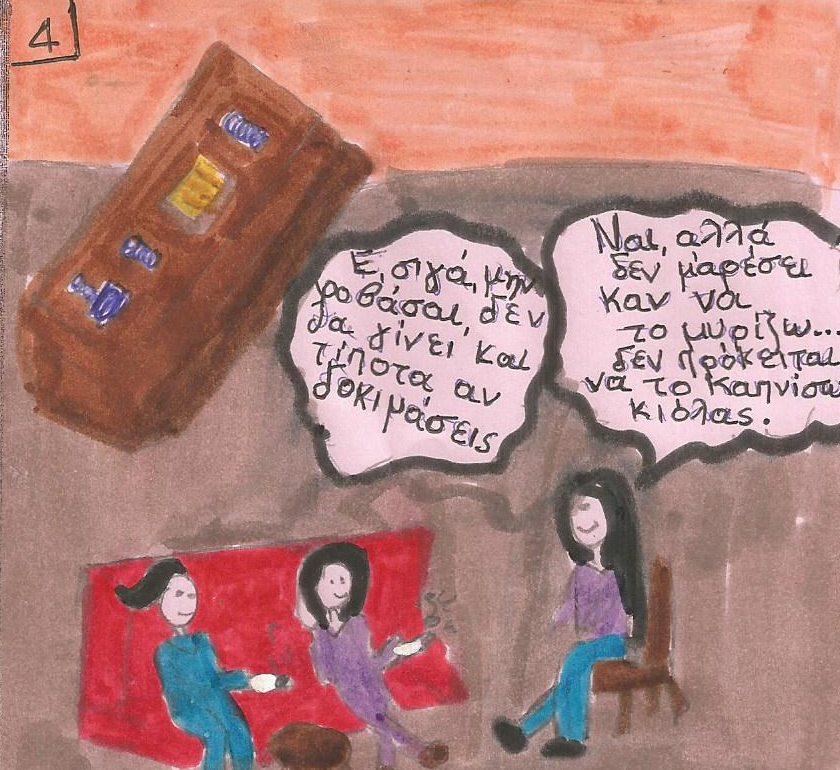 4
Ε, σιγά, μην
φοβάσαι, δεν
θα γίνει και
τίποτα αν
δοκιμάσεις
Ναι, αλλά
δεν μ'αρέσει
καν να
το μυρίζω...
δεν πρόκειται
να το καπνίσω
κιόλας.